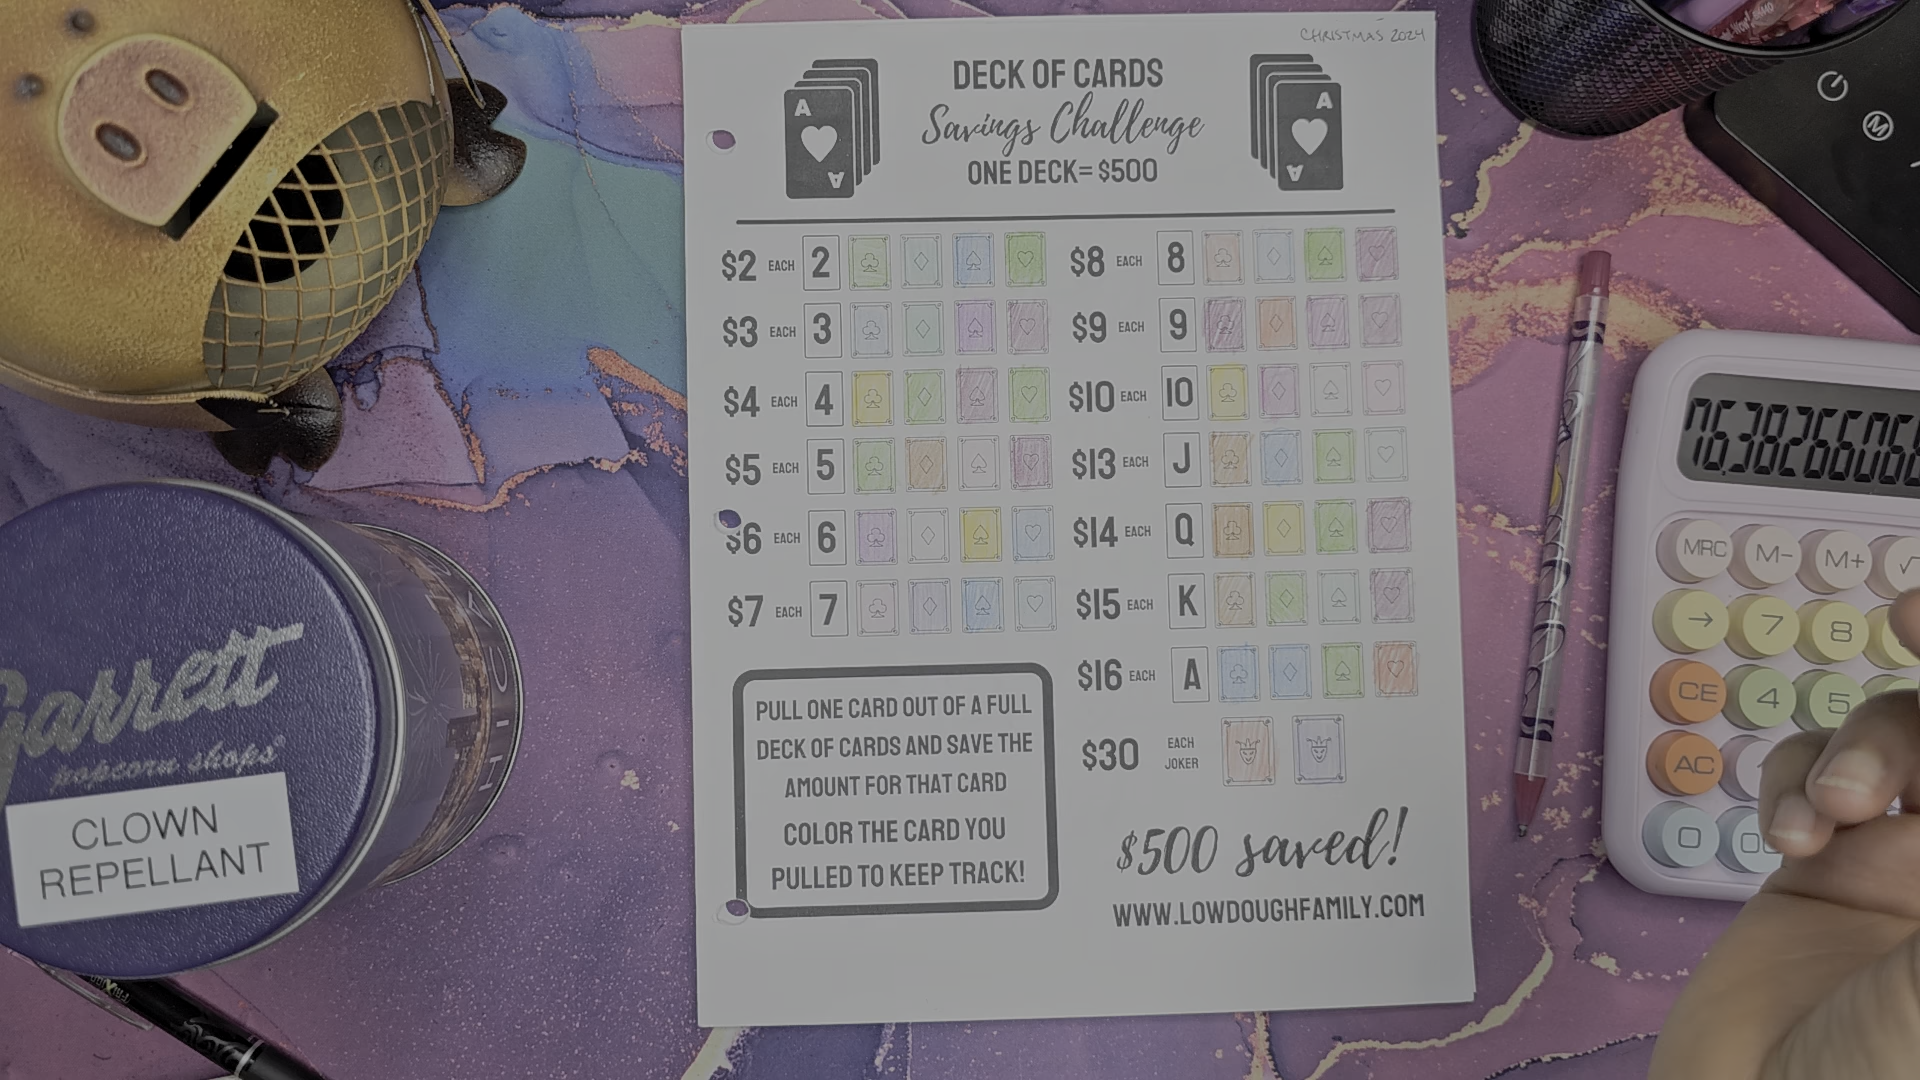 CHRISTMAS 2024
DECK OF CARDS
Savings Challenge
ONE DECK= $500
A
A
A
A
$2 EACH 2
$3 EACH 3
$4 EACH 4
$5 EACH 5
$6 EACH 6
$7 EACH 7
$8 EACH 8
$9 EACH 9
$10 EACH 10
$13 EACH J
$14 EACH Q
$15 EACH K
$16 EACH A
$30 EACH JOKER
PULL ONE CARD OUT OF A FULL
DECK OF CARDS AND SAVE THE
AMOUNT FOR THAT CARD
COLOR THE CARD YOU
PULLED TO KEEP TRACK!
$500 saved!
WWW.LOWDOUGHFAMILY.COM
Garrett
popcorn shops
CLOWN
REPELLANT
M
MRC M- M+ √
→ 7 8
CE 4 5
AC
0